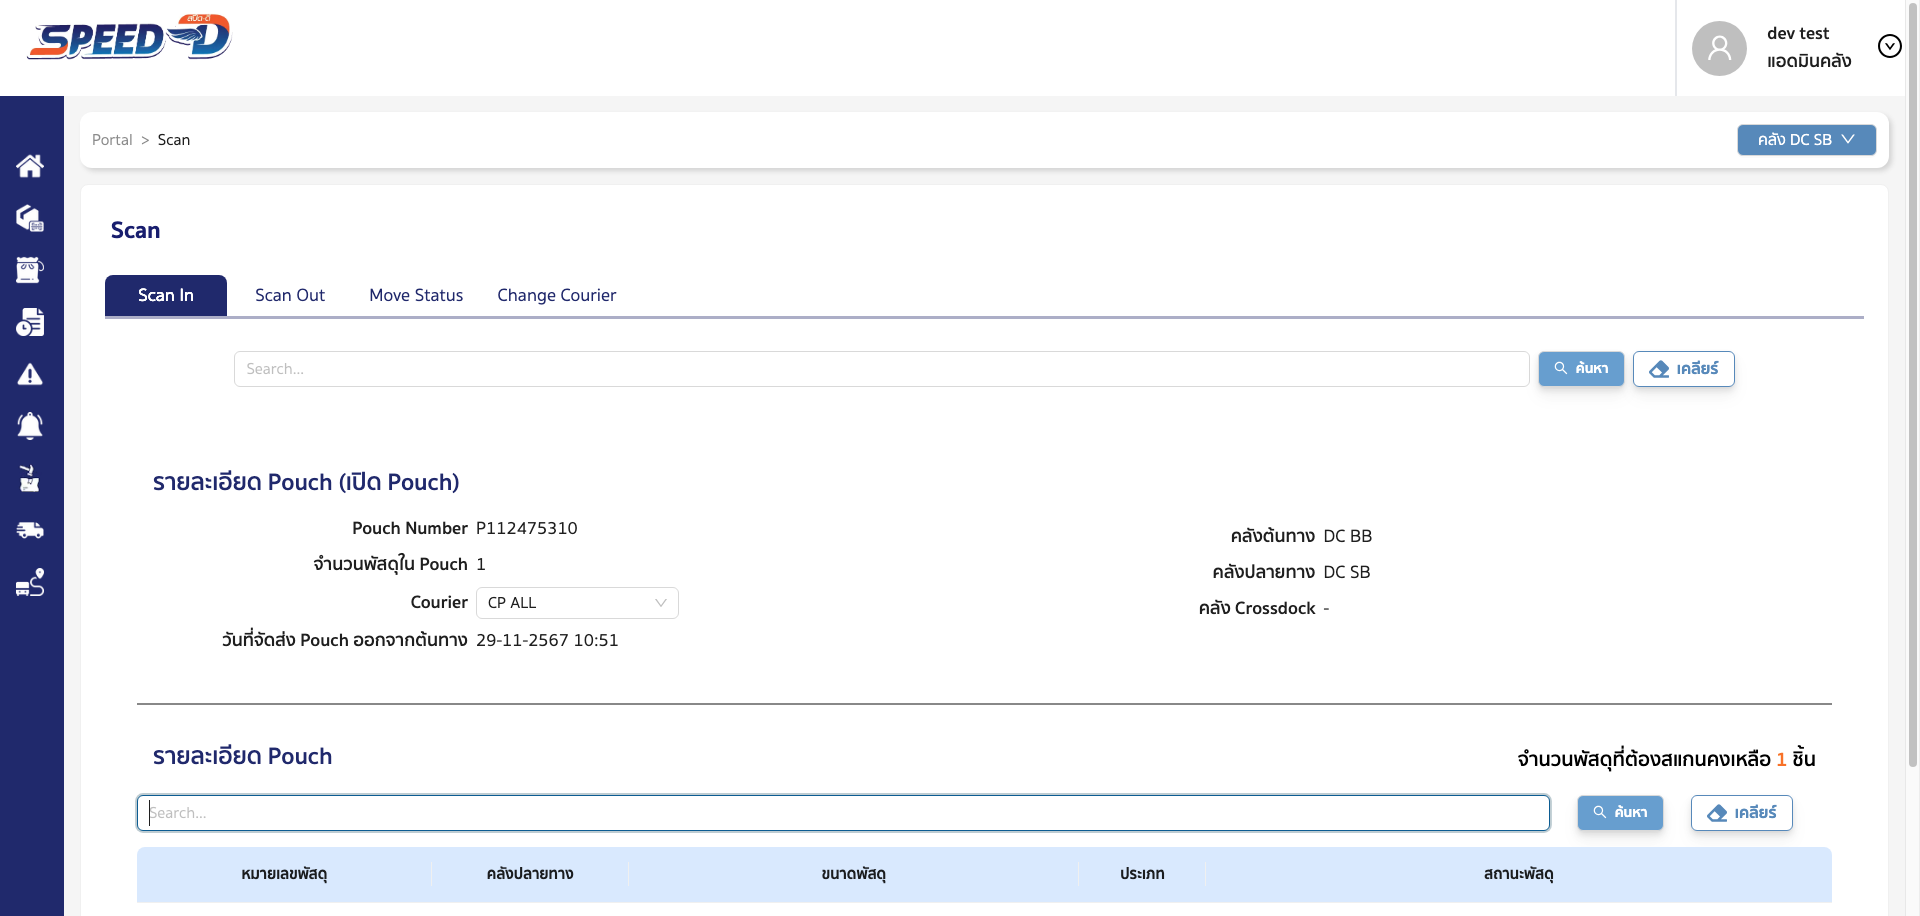 สปีด-ดี
SPEED-D
dev test
แอดมินคลัง
Portal > Scan
คลัง DC SB
Scan
Scan In Scan Out Move Status Change Courier
Search... ค้นหา เคลียร์
รายละเอียด Pouch (เปิด Pouch)
Pouch Number P112475310
จำนวนพัสดุใน Pouch 1
Courier CP ALL
วันที่จัดส่ง Pouch ออกจากต้นทาง 29-11-2567 10:51
คลังต้นทาง DC BB
คลังปลายทาง DC SB
คลัง Crossdock -
รายละเอียด Pouch
จำนวนพัสดุที่ต้องสแกนคงเหลือ 1 ชิ้น
Search... ค้นหา เคลียร์
หมายเลขพัสดุ คลังปลายทาง ขนาดพัสดุ ประเภท สถานะพัสดุ